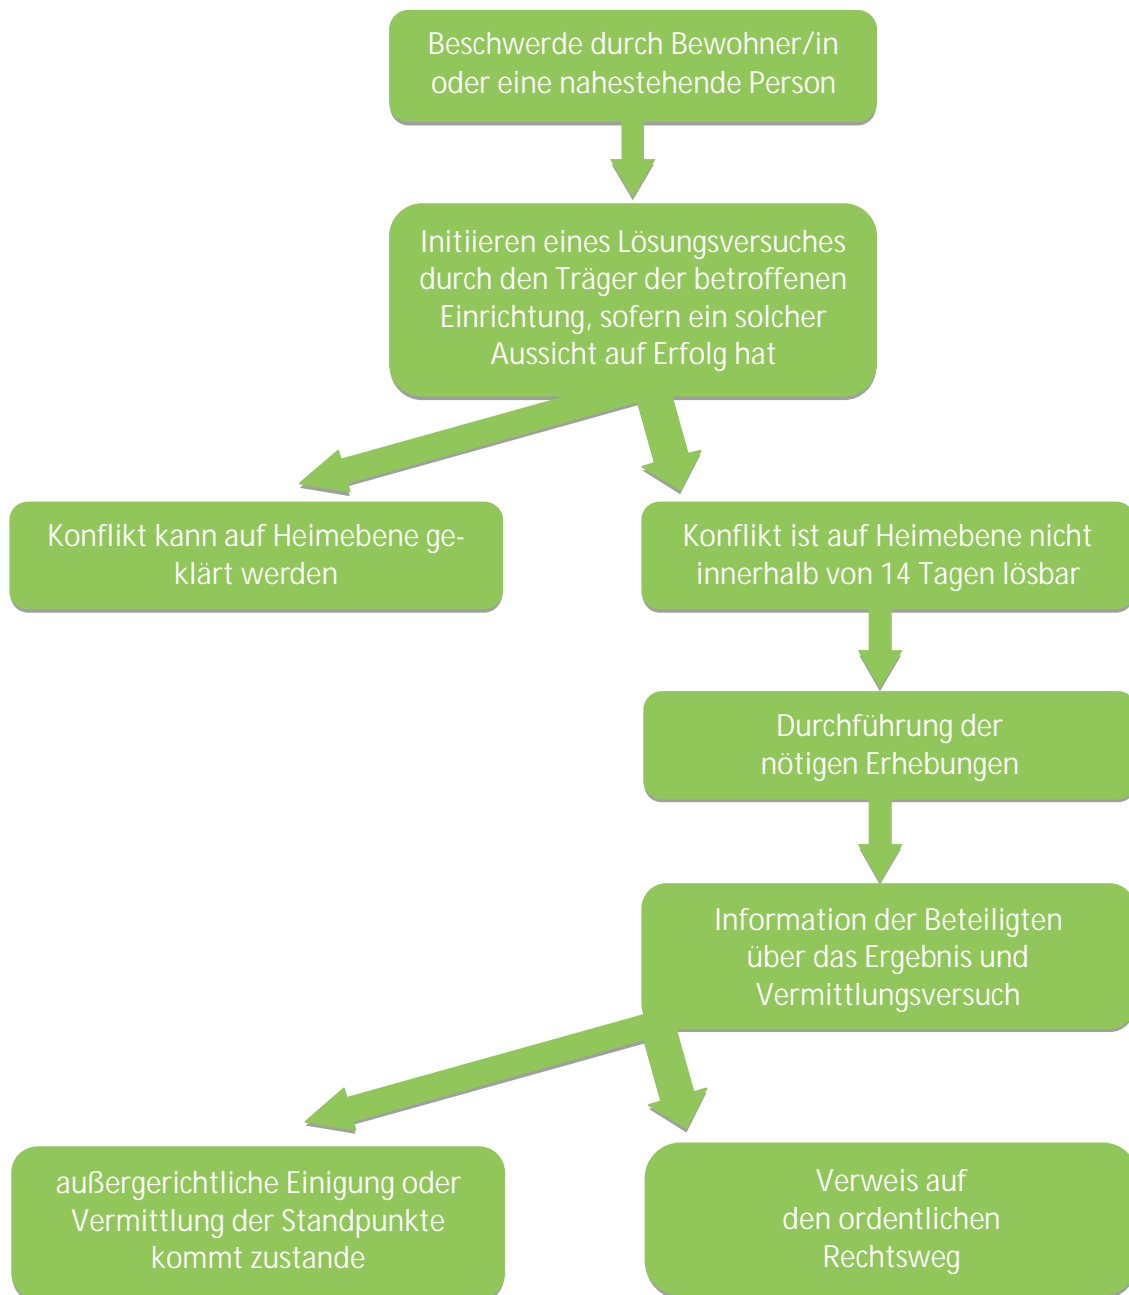 Beschwerde durch Bewohner/in
oder eine nahestehende Person
Initiieren eines Lösungsversuches
durch den Träger der betroffenen
Einrichtung, sofern ein solcher
Aussicht auf Erfolg hat
Konflikt kann auf Heimebene ge-
klärt werden
Konflikt ist auf Heimebene nicht
innerhalb von 14 Tagen lösbar
Durchführung der
nötigen Erhebungen
Information der Beteiligten
über das Ergebnis und
Vermittlungsversuch
außergerichtliche Einigung oder
Vermittlung der Standpunkte
kommt zustande
Verweis auf
den ordentlichen
Rechtsweg